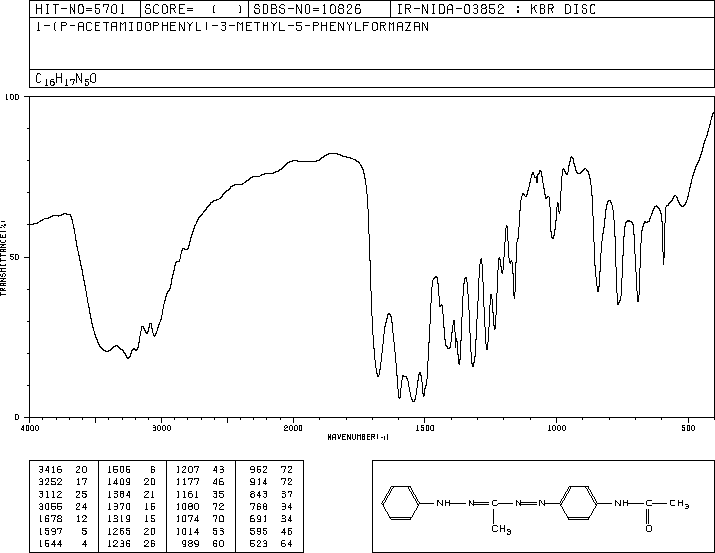 HIT-NO=5701 SCORE= ( ) SDBS-NO=10826 IR-NIDA-03852 : KBR DISC
1-(P-ACETAMIDOPHENYL)-3-METHYL-5-PHENYLFORMAZAN
C16H17N5O
100
50
0
TRANSMITTANCE(%)
4000 3000 2000 1500 1000 500
WAVENUMBER(-1)
3416 20 1506 6 1207 43 962 72
3252 17 1409 20 1177 46 914 72
3112 25 1384 21 1161 35 843 37
3055 24 1370 16 1080 72 768 34
1678 12 1319 15 1074 70 691 34
1597 5 1265 20 1014 53 595 46
1544 4 1236 26 989 60 523 64
NH N C N N NH C CH3
CH3 O